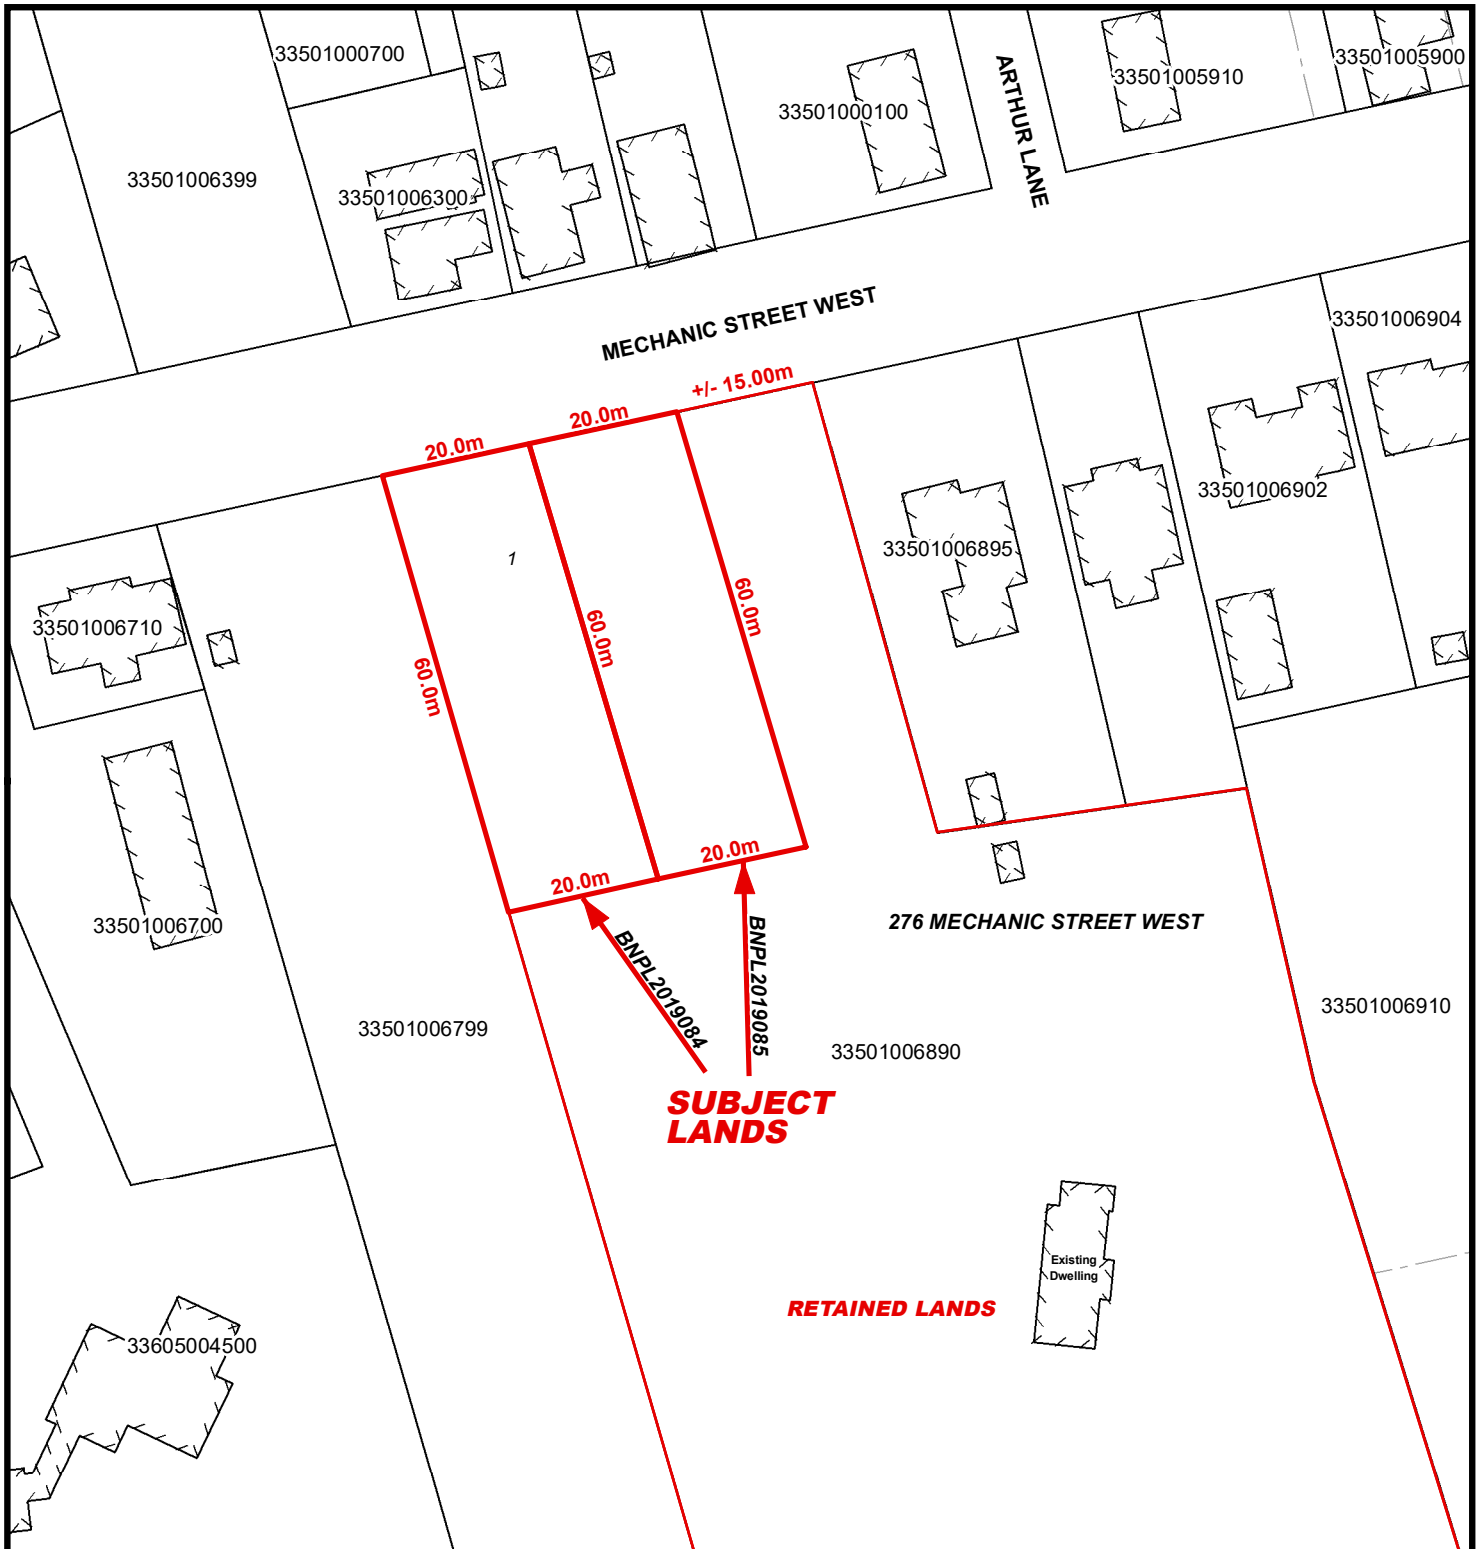 33501000700
33501005900
33501005910
33501000100
ARTHUR LANE
33501006399
33501006300
MECHANIC STREET WEST
33501006904
+/- 15.00m
20.0m
20.0m
33501006902
33501006895
1
60.0m
60.0m
60.0m
33501006710
20.0m
20.0m
33501006700
276 MECHANIC STREET WEST
BNPL2019084
BNPL2019085
33501006910
33501006799
33501006890
SUBJECT
LANDS
Existing
Dwelling
RETAINED LANDS
33605004500